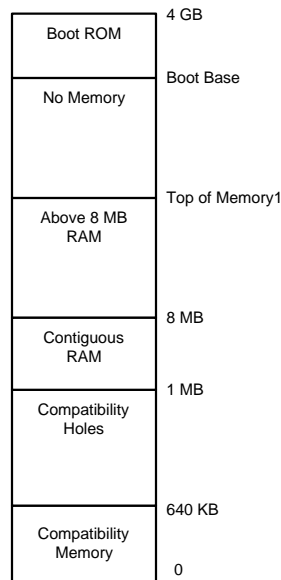 4 GB
Boot ROM
Boot Base
No Memory
Top of Memory1
Above 8 MB
RAM
8 MB
Contiguous
RAM
1 MB
Compatibility
Holes
640 KB
Compatibility
Memory
0